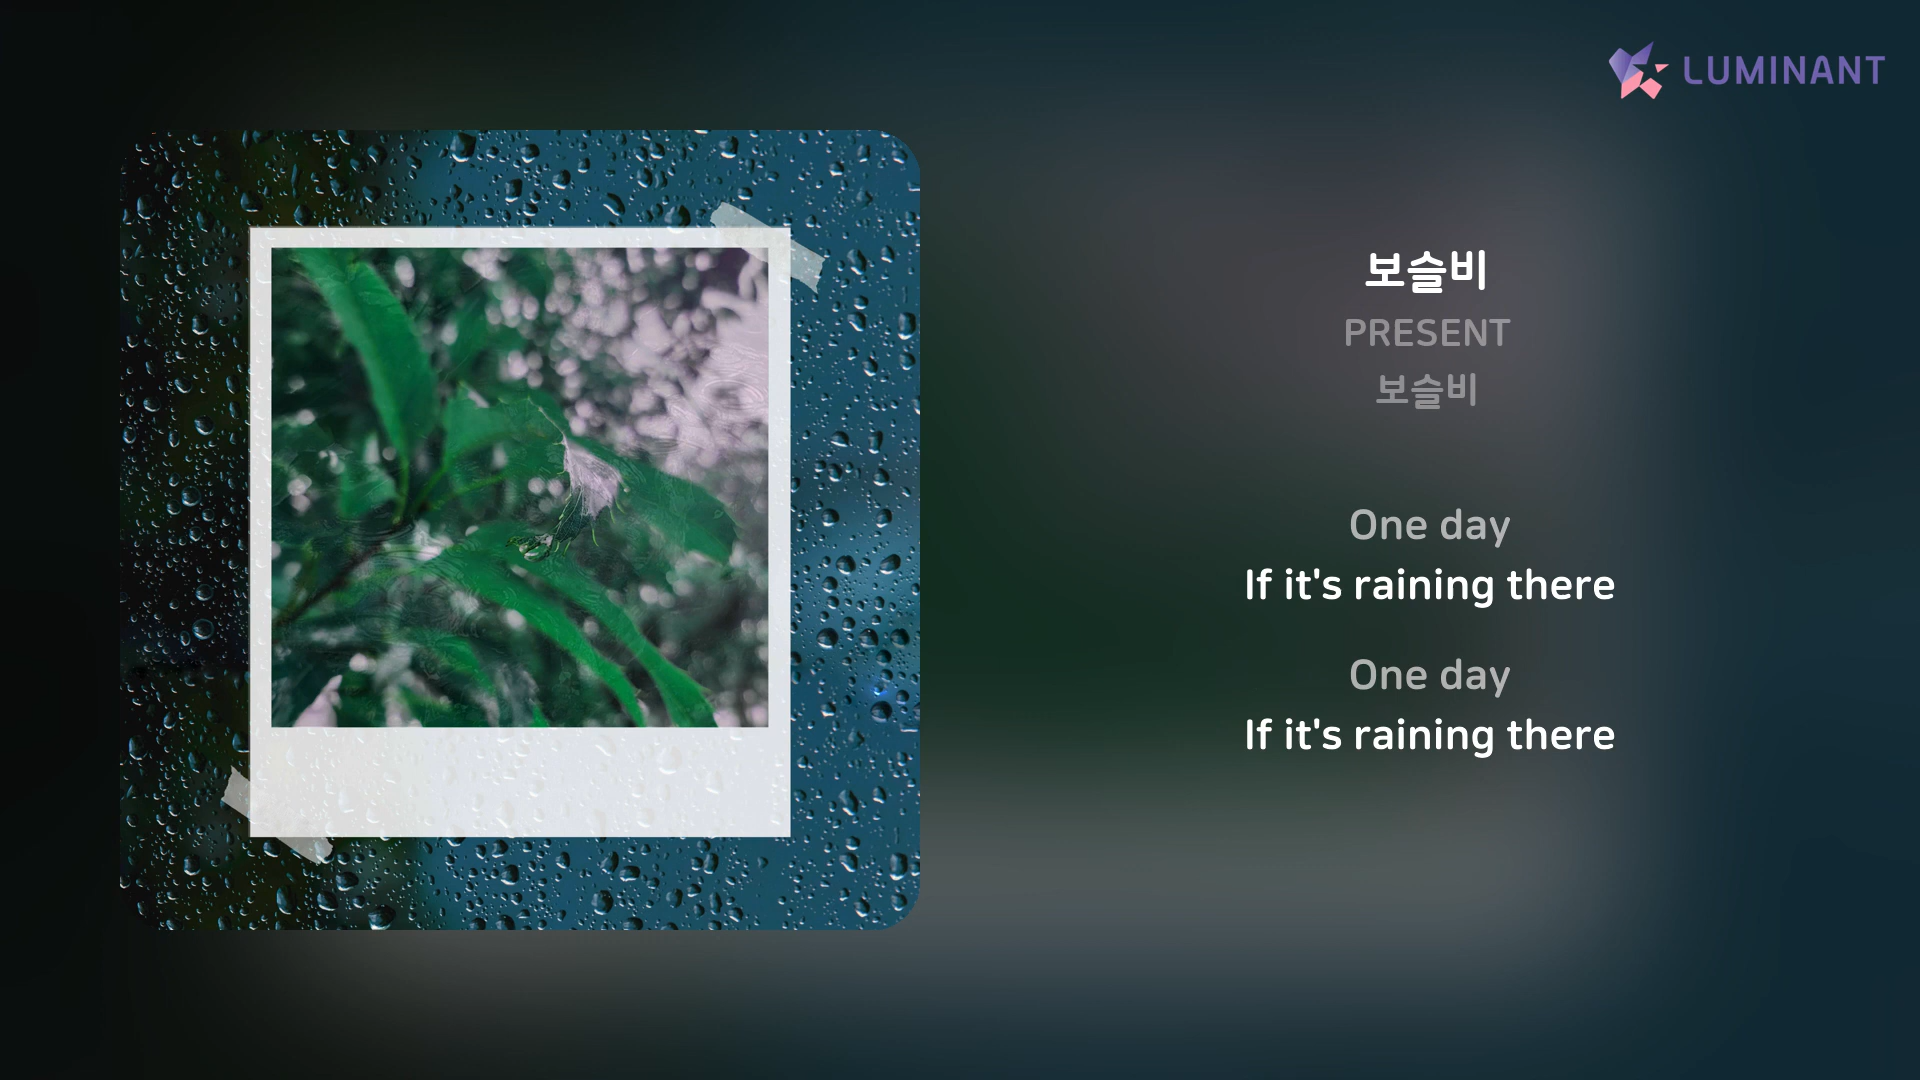 LUMINANT
보슬비
PRESENT
보슬비
One day
If it's raining there
One day
If it's raining there